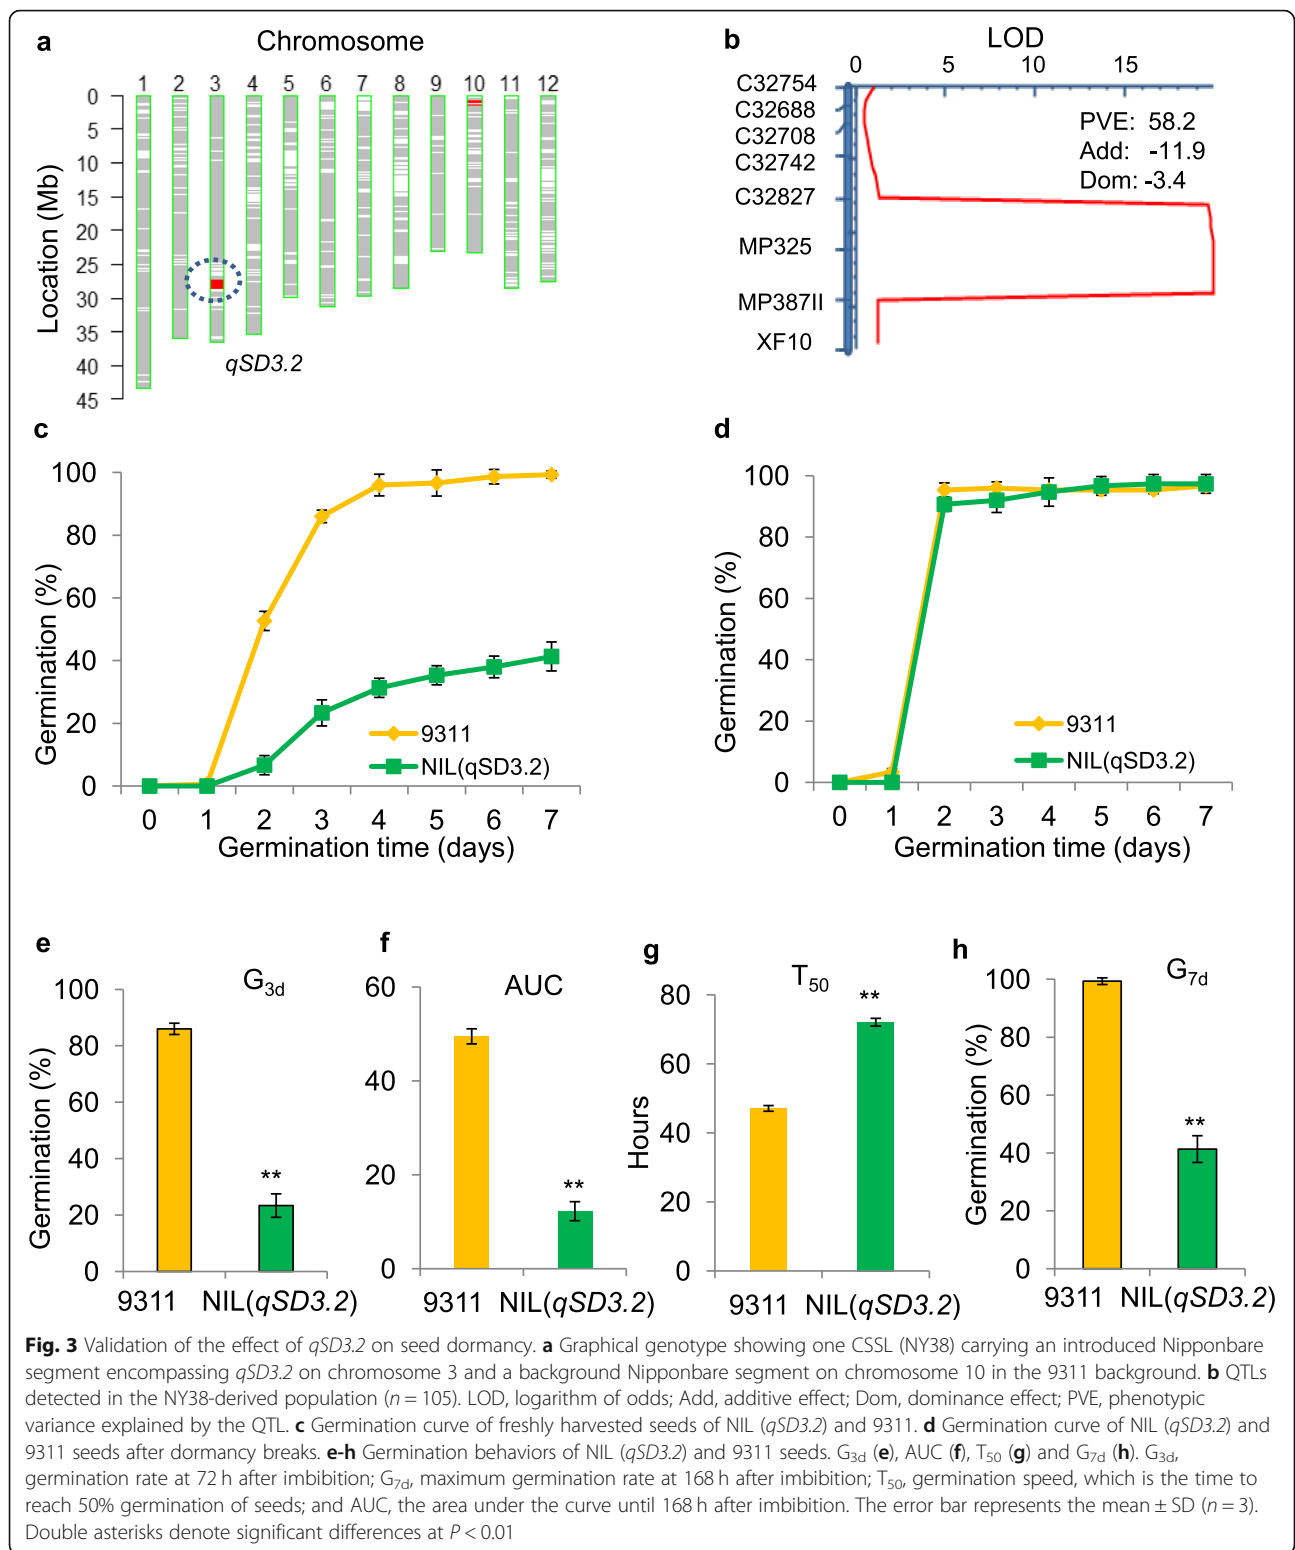 a
Chromosome
1 2 3 4 5 6 7 8 9 10 11 12
0
5
10
15
20
25
30
35
40
45
Location (Mb)
qSD3.2
b
LOD
0 5 10 15
C32754
C32688
C32708
C32742
C32827
MP325
MP387II
XF10
PVE: 58.2
Add: -11.9
Dom: -3.4
c
100
80
60
40
20
0
Germination (%)
9311
NIL(qSD3.2)
0 1 2 3 4 5 6 7
Germination time (days)
d
100
80
60
40
20
0
Germination (%)
9311
NIL(qSD3.2)
0 1 2 3 4 5 6 7
Germination time (days)
e
G3d
100
80
60
40
20
0
Germination (%)
**
9311 NIL(qSD3.2)
f
AUC
60
40
20
0
**
9311 NIL(qSD3.2)
g
T50
80
60
40
20
0
Hours
**
9311 NIL(qSD3.2)
h
G7d
100
80
60
40
20
0
Germination (%)
**
9311 NIL(qSD3.2)
Fig. 3 Validation of the effect of qSD3.2 on seed dormancy. a Graphical genotype showing one CSSL (NY38) carrying an introduced Nipponbare
segment encompassing qSD3.2 on chromosome 3 and a background Nipponbare segment on chromosome 10 in the 9311 background. b QTLs
detected in the NY38-derived population (n = 105). LOD, logarithm of odds; Add, additive effect; Dom, dominance effect; PVE, phenotypic
variance explained by the QTL. c Germination curve of freshly harvested seeds of NIL (qSD3.2) and 9311. d Germination curve of NIL (qSD3.2) and
9311 seeds after dormancy breaks. e-h Germination behaviors of NIL (qSD3.2) and 9311 seeds. G3d (e), AUC (f), T50 (g) and G7d (h). G3d,
germination rate at 72 h after imbibition; G7d, maximum germination rate at 168 h after imbibition; T50, germination speed, which is the time to
reach 50% germination of seeds; and AUC, the area under the curve until 168 h after imbibition. The error bar represents the mean ± SD (n = 3).
Double asterisks denote significant differences at P < 0.01